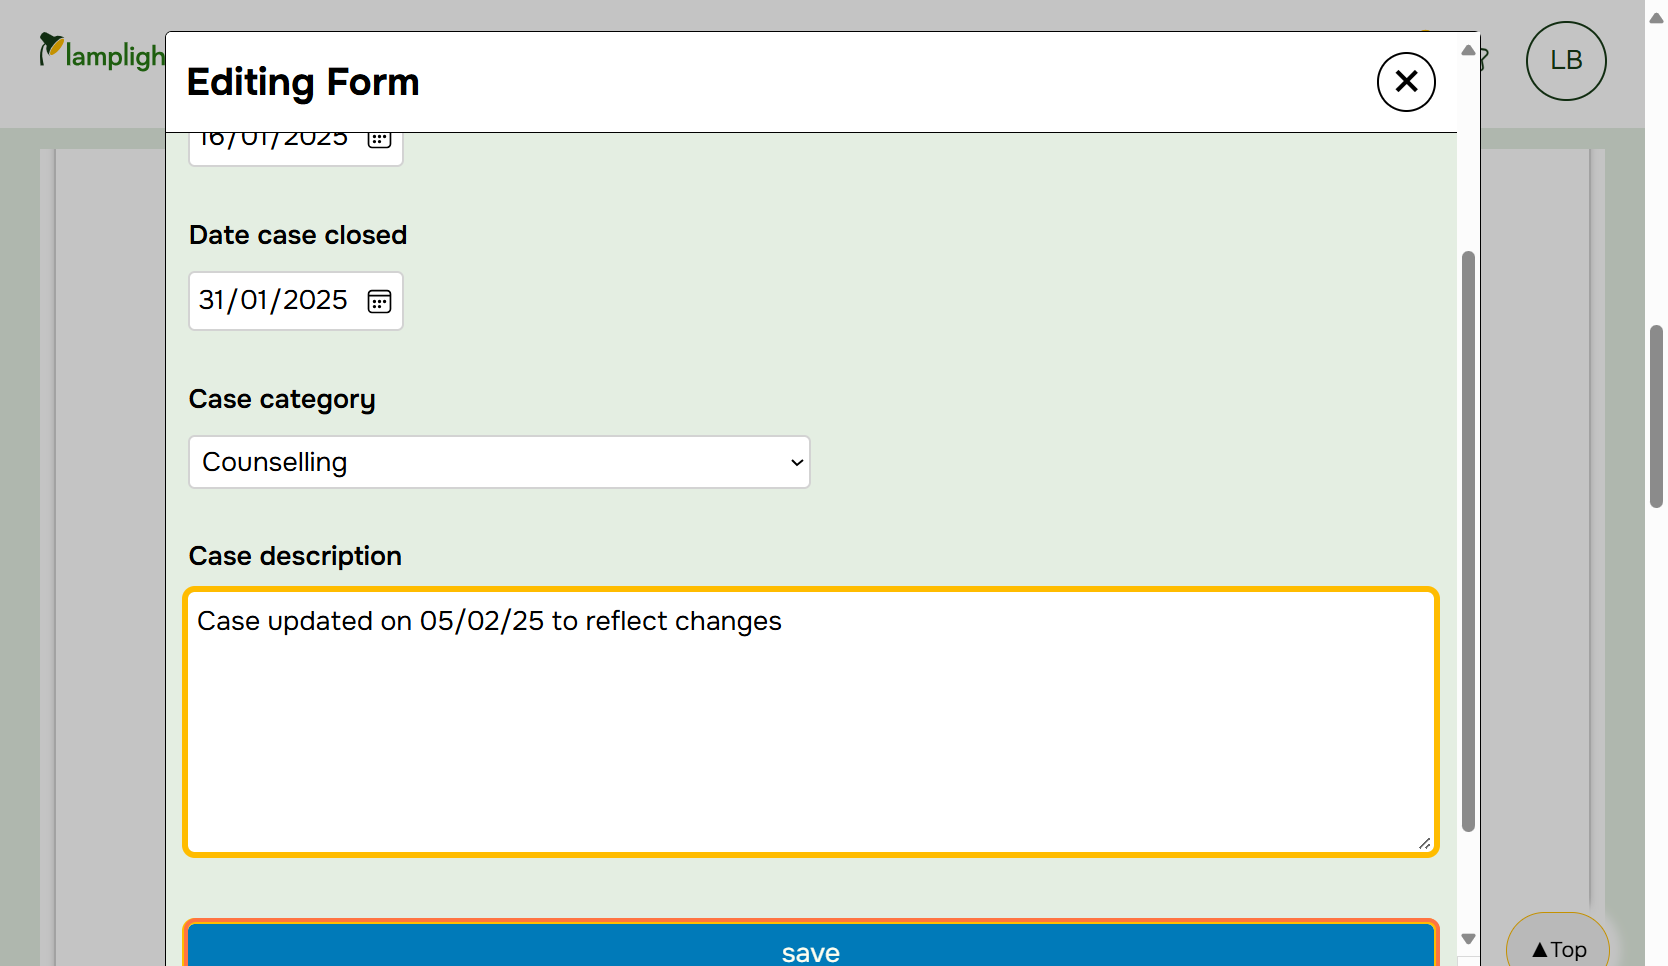 lampligh
LB
Editing Form
16/01/2025
Date case closed
31/01/2025
Case category
Counselling
Case description
Case updated on 05/02/25 to reflect changes
save
▲Top